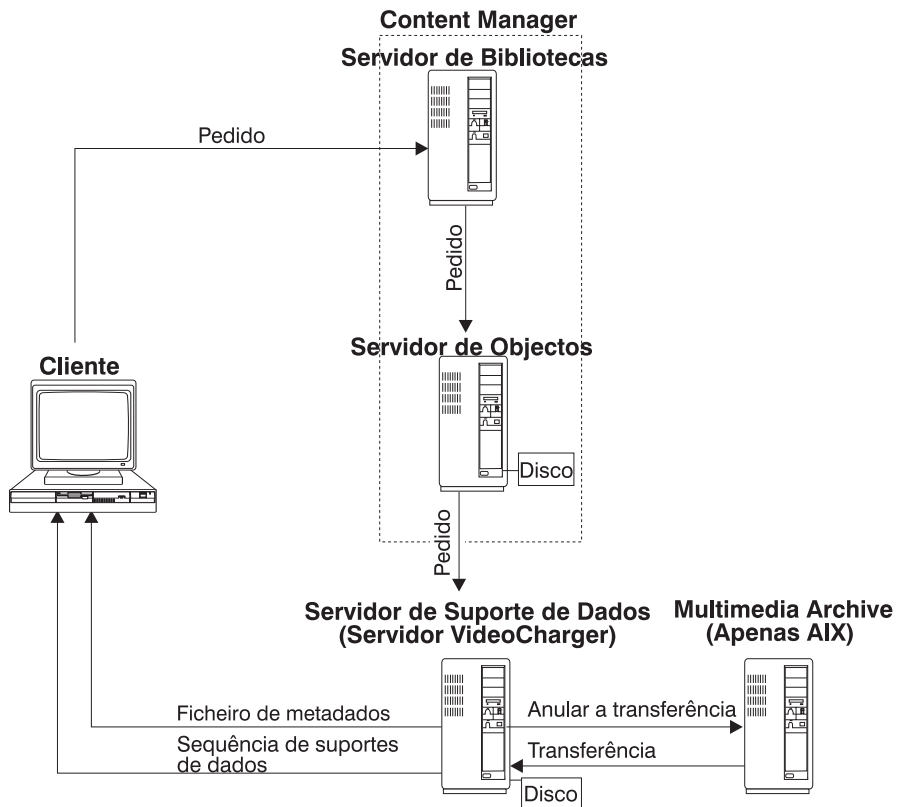 Content Manager
Servidor de Bibliotecas
Pedido
Pedido
Servidor de Objectos
Cliente
Disco
Pedido
Servidor de Suporte de Dados
(Servidor VideoCharger)
Multimedia Archive
(Apenas AIX)
Ficheiro de metadados
Anular a transferência
Sequência de suportes
de dados
Transferência
Disco